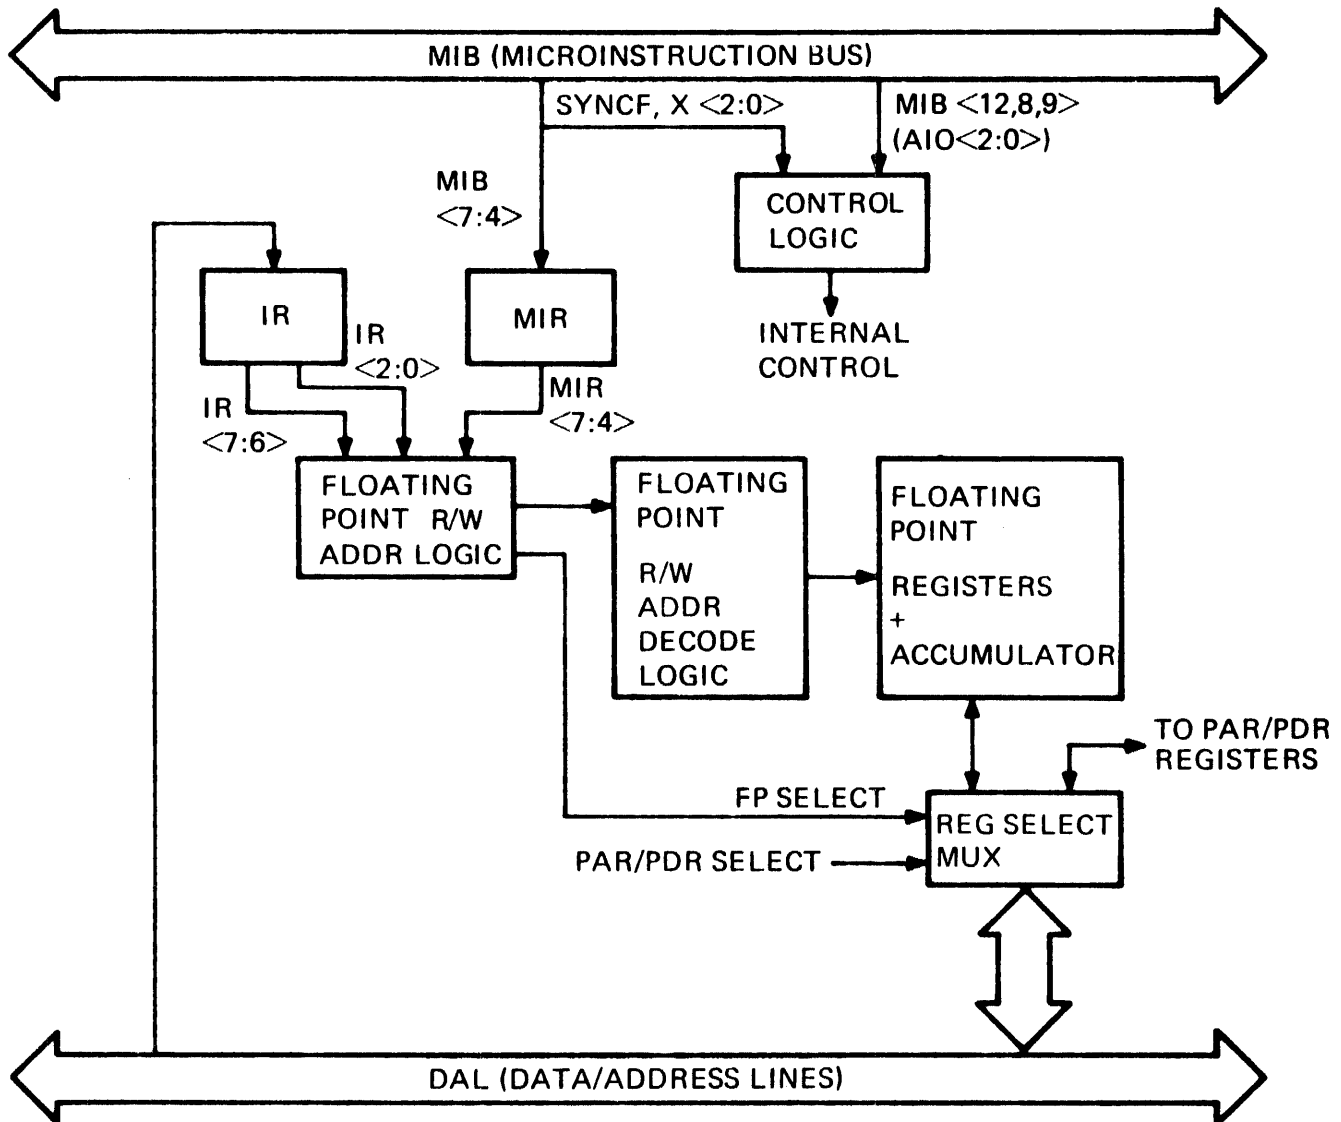 MIB (MICROINSTRUCTION BUS)
SYNCF, X <2:0>
MIB <12,8,9>
(AIO<2:0>)
MIB
<7:4>
CONTROL
LOGIC
IR
MIR
IR
<2:0>
INTERNAL
CONTROL
IR
<7:6>
MIR
<7:4>
FLOATING
POINT R/W
ADDR LOGIC
FLOATING
POINT
R/W
ADDR
DECODE
LOGIC
FLOATING
POINT
REGISTERS
+
ACCUMULATOR
TO PAR/PDR
REGISTERS
FP SELECT
PAR/PDR SELECT
REG SELECT
MUX
DAL (DATA/ADDRESS LINES)